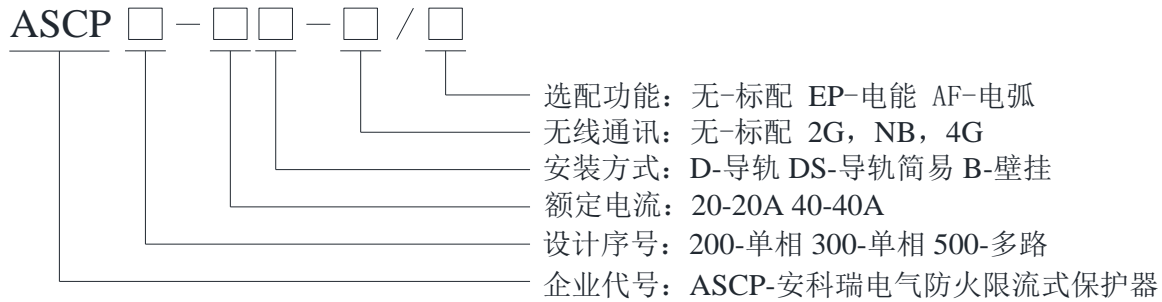 ASCP □-□□-□/□
选配功能：无-标配 EP-电能 AF-电弧
无线通讯：无-标配 2G，NB，4G
安装方式：D-导轨 DS-导轨简易 B-壁挂
额定电流：20-20A 40-40A
设计序号：200-单相 300-单相 500-多路
企业代号：ASCP-安科瑞电气防火限流式保护器